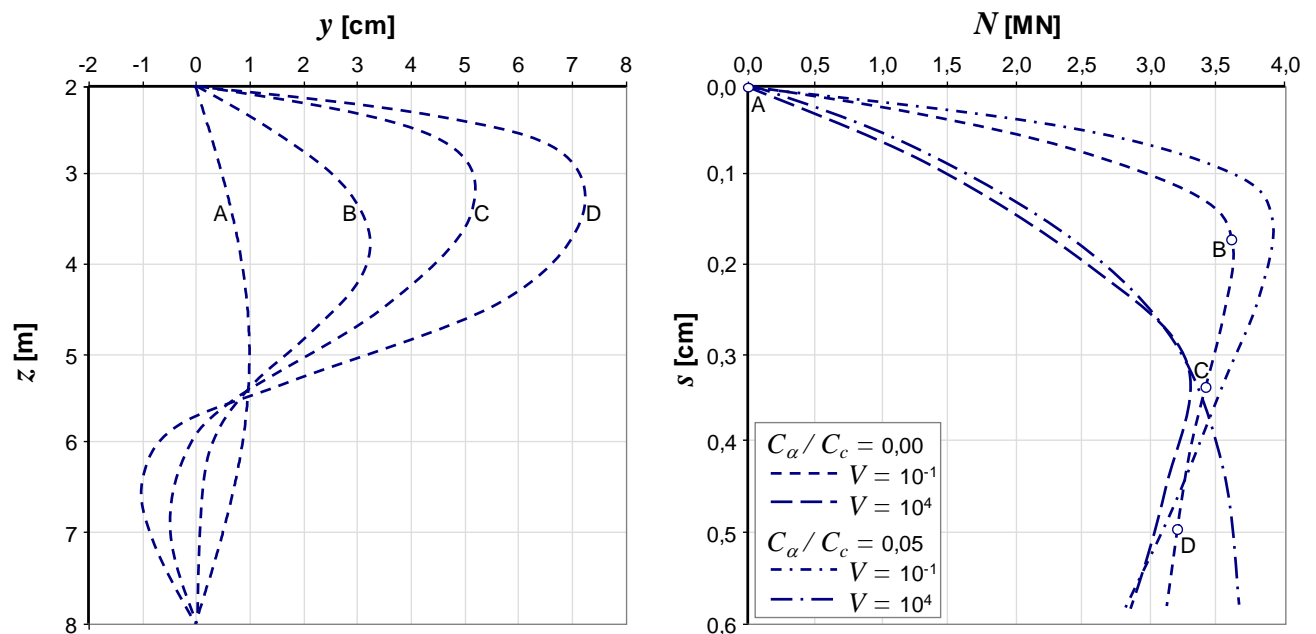 y [cm]
-2 -1 0 1 2 3 4 5 6 7 8
z [m]
2
3
4
5
6
7
8
A B C D
N [MN]
0,0 0,5 1,0 1,5 2,0 2,5 3,0 3,5 4,0
s [cm]
0,0
0,1
0,2
0,3
0,4
0,5
0,6
A
B
C
D
Cα / Cc = 0,00
V = 10⁻¹
V = 10⁴
Cα / Cc = 0,05
V = 10⁻¹
V = 10⁴